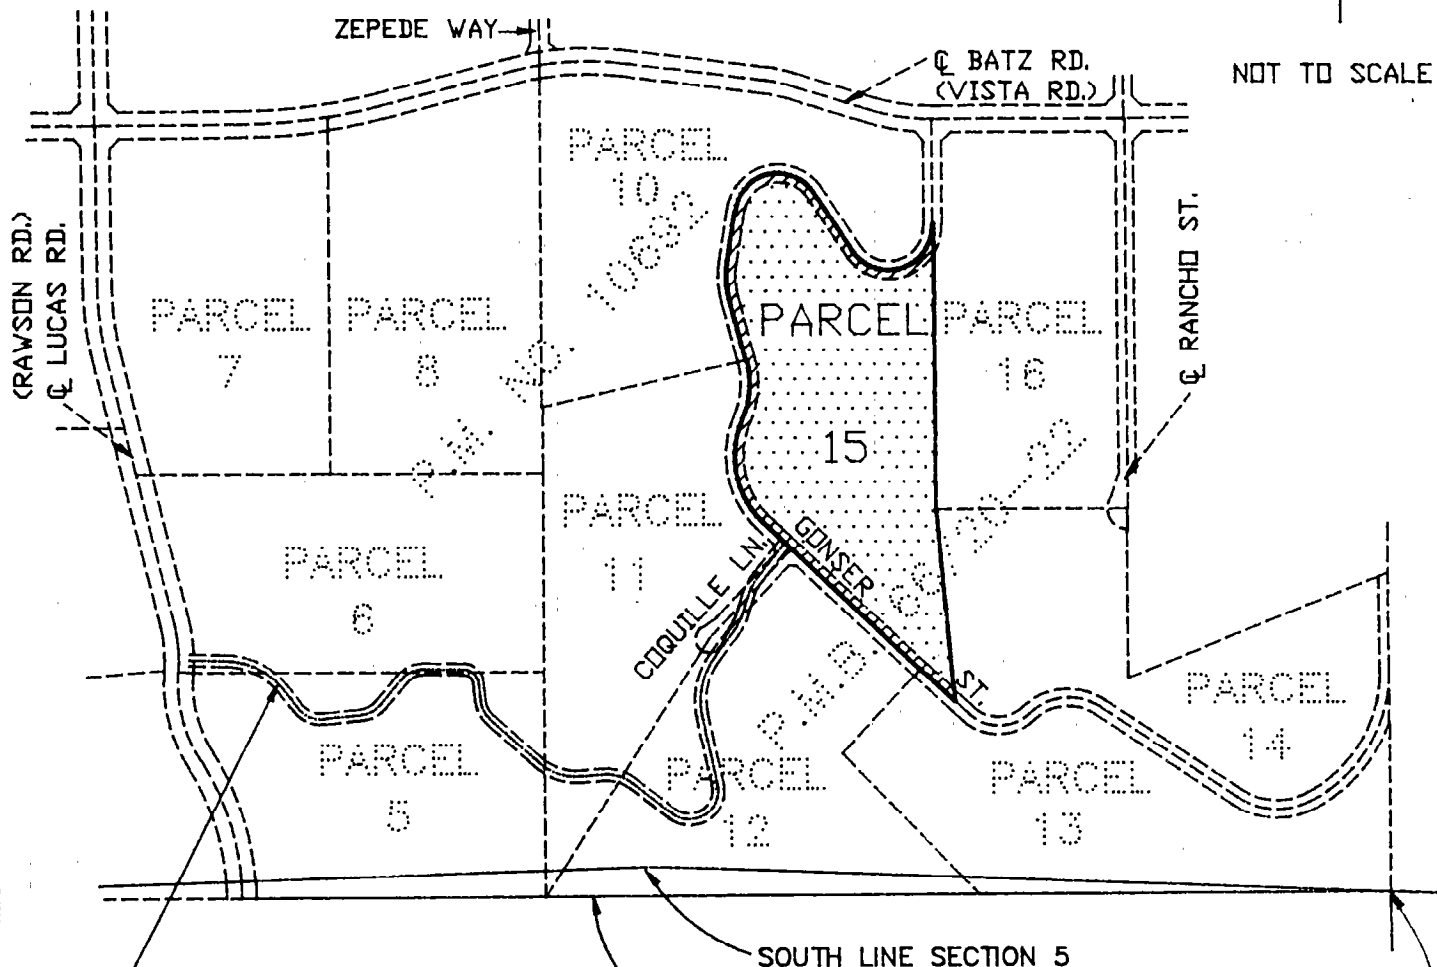 ZEPEDE WAY
℄ BATZ RD.
(VISTA RD.)
NOT TO SCALE
PARCEL
10
(RAWSON RD.)
℄ LUCAS RD.
℄ RANCHO ST.
PARCEL
7
PARCEL
8
PARCEL
15
PARCEL
16
P.M. NO. 10692
PARCEL
11
PARCEL
6
COQUILLE LN.
GONSER ST.
P.M.B.
PARCEL
14
PARCEL
5
PARCEL
12
PARCEL
13
SOUTH LINE SECTION 5